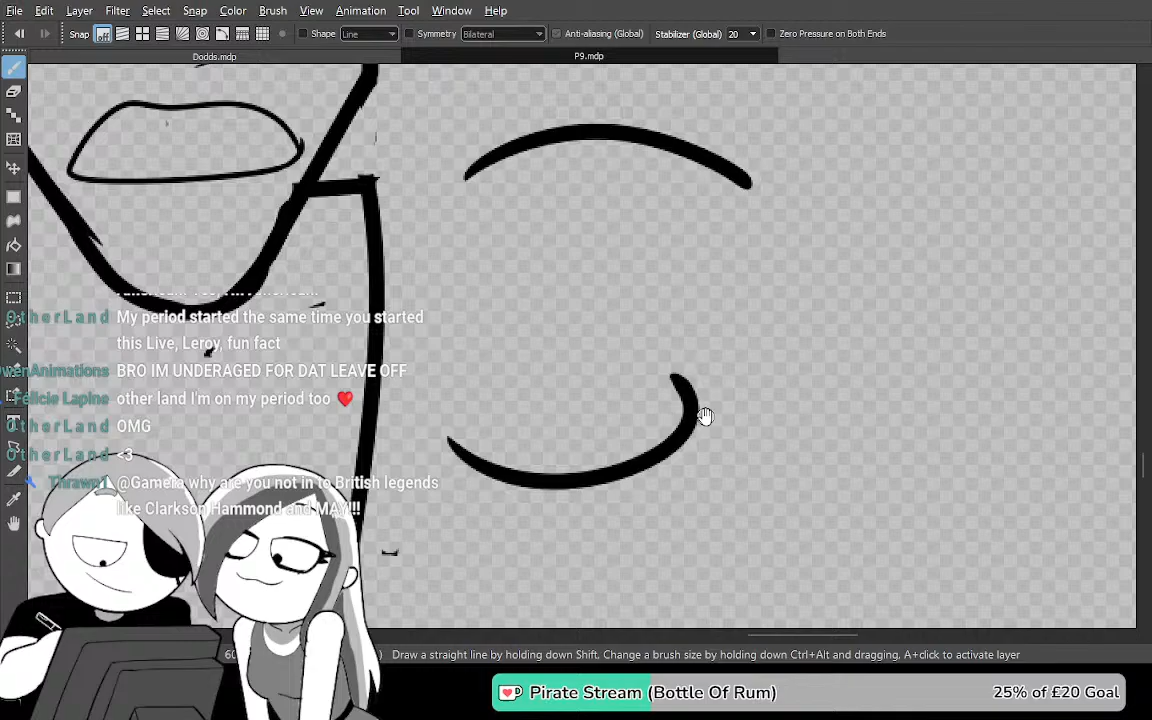 File Edit Layer Filter Select Snap Color Brush View Animation Tool Window Help
Snap off Shape Line Symmetry Bilateral Anti-aliasing (Global) Stabilizer (Global) 20 Zero Pressure on Both Ends
Dodds.mdp P9.mdp
OtherLand My period started the same time you started
this Live, Leroy, fun fact
wenAnimations BRO IM UNDERAGED FOR DAT LEAVE OFF
Félicie Lapine other land I'm on my period too ❤️
OtherLand OMG
OtherLand <3
Thrawn1 @Gamera why are you not in to British legends
like Clarkson Hammond and MAY!!!
) Draw a straight line by holding down Shift. Change a brush size by holding down Ctrl+Alt and dragging, A+click to activate layer
Pirate Stream (Bottle Of Rum) 25% of £20 Goal